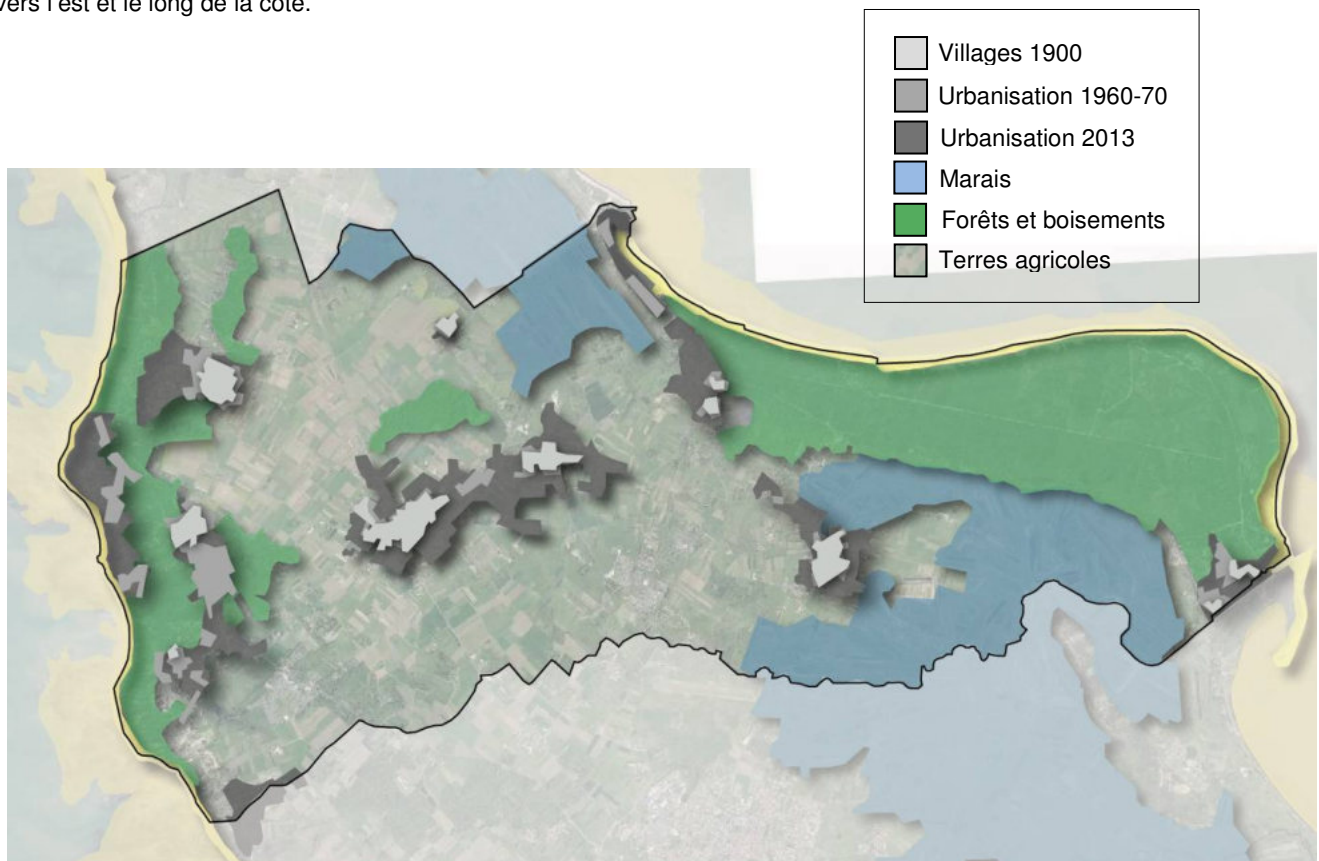 vers l'est et le long de la côte.
Villages 1900
Urbanisation 1960-70
Urbanisation 2013
Marais
Forêts et boisements
Terres agricoles